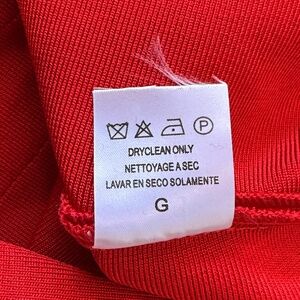 P
DRYCLEAN ONLY
NETTOYAGE A SEC
LAVAR EN SECO SOLAMENTE
G